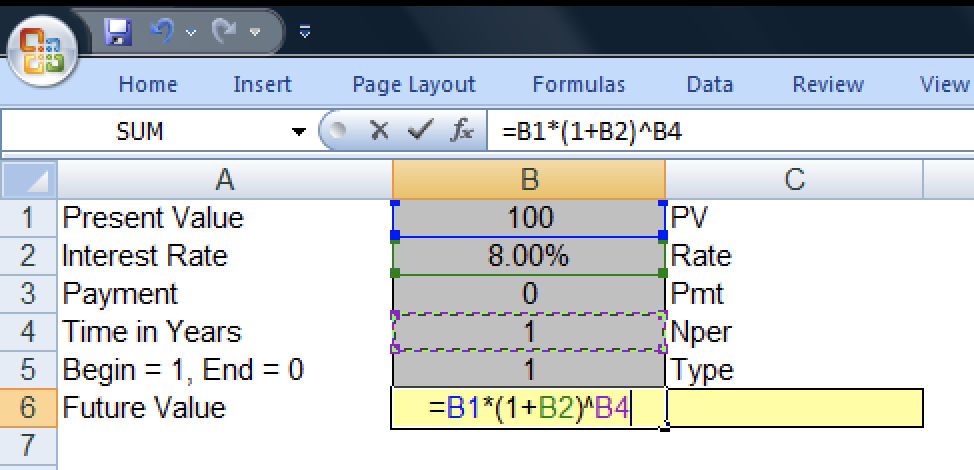 Home Insert Page Layout Formulas Data Review View
SUM fx =B1*(1+B2)^B4
A B C
1 Present Value 100 PV
2 Interest Rate 8.00% Rate
3 Payment 0 Pmt
4 Time in Years 1 Nper
5 Begin = 1, End = 0 1 Type
6 Future Value =B1*(1+B2)^B4
7